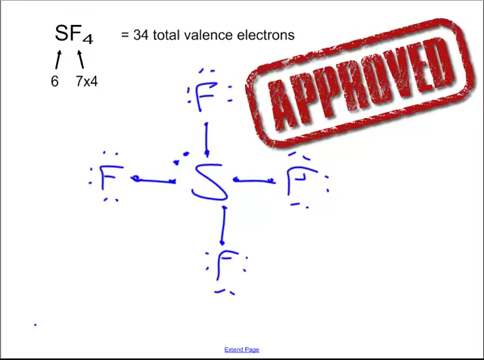 SF₄ = 34 total valence electrons
6 7x4
APPROVED
F
F S F
F
Extend Page